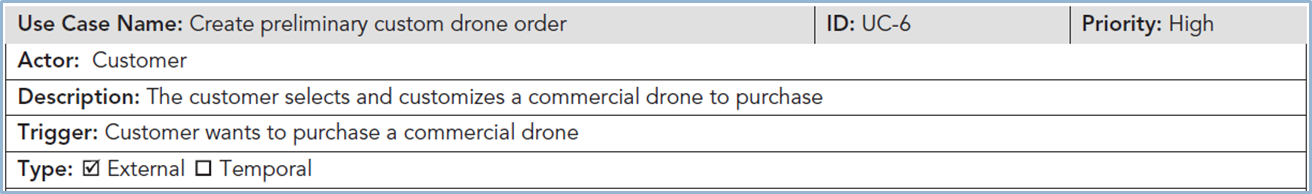 Use Case Name: Create preliminary custom drone order ID: UC-6 Priority: High
Actor: Customer
Description: The customer selects and customizes a commercial drone to purchase
Trigger: Customer wants to purchase a commercial drone
Type: ☑ External ☐ Temporal